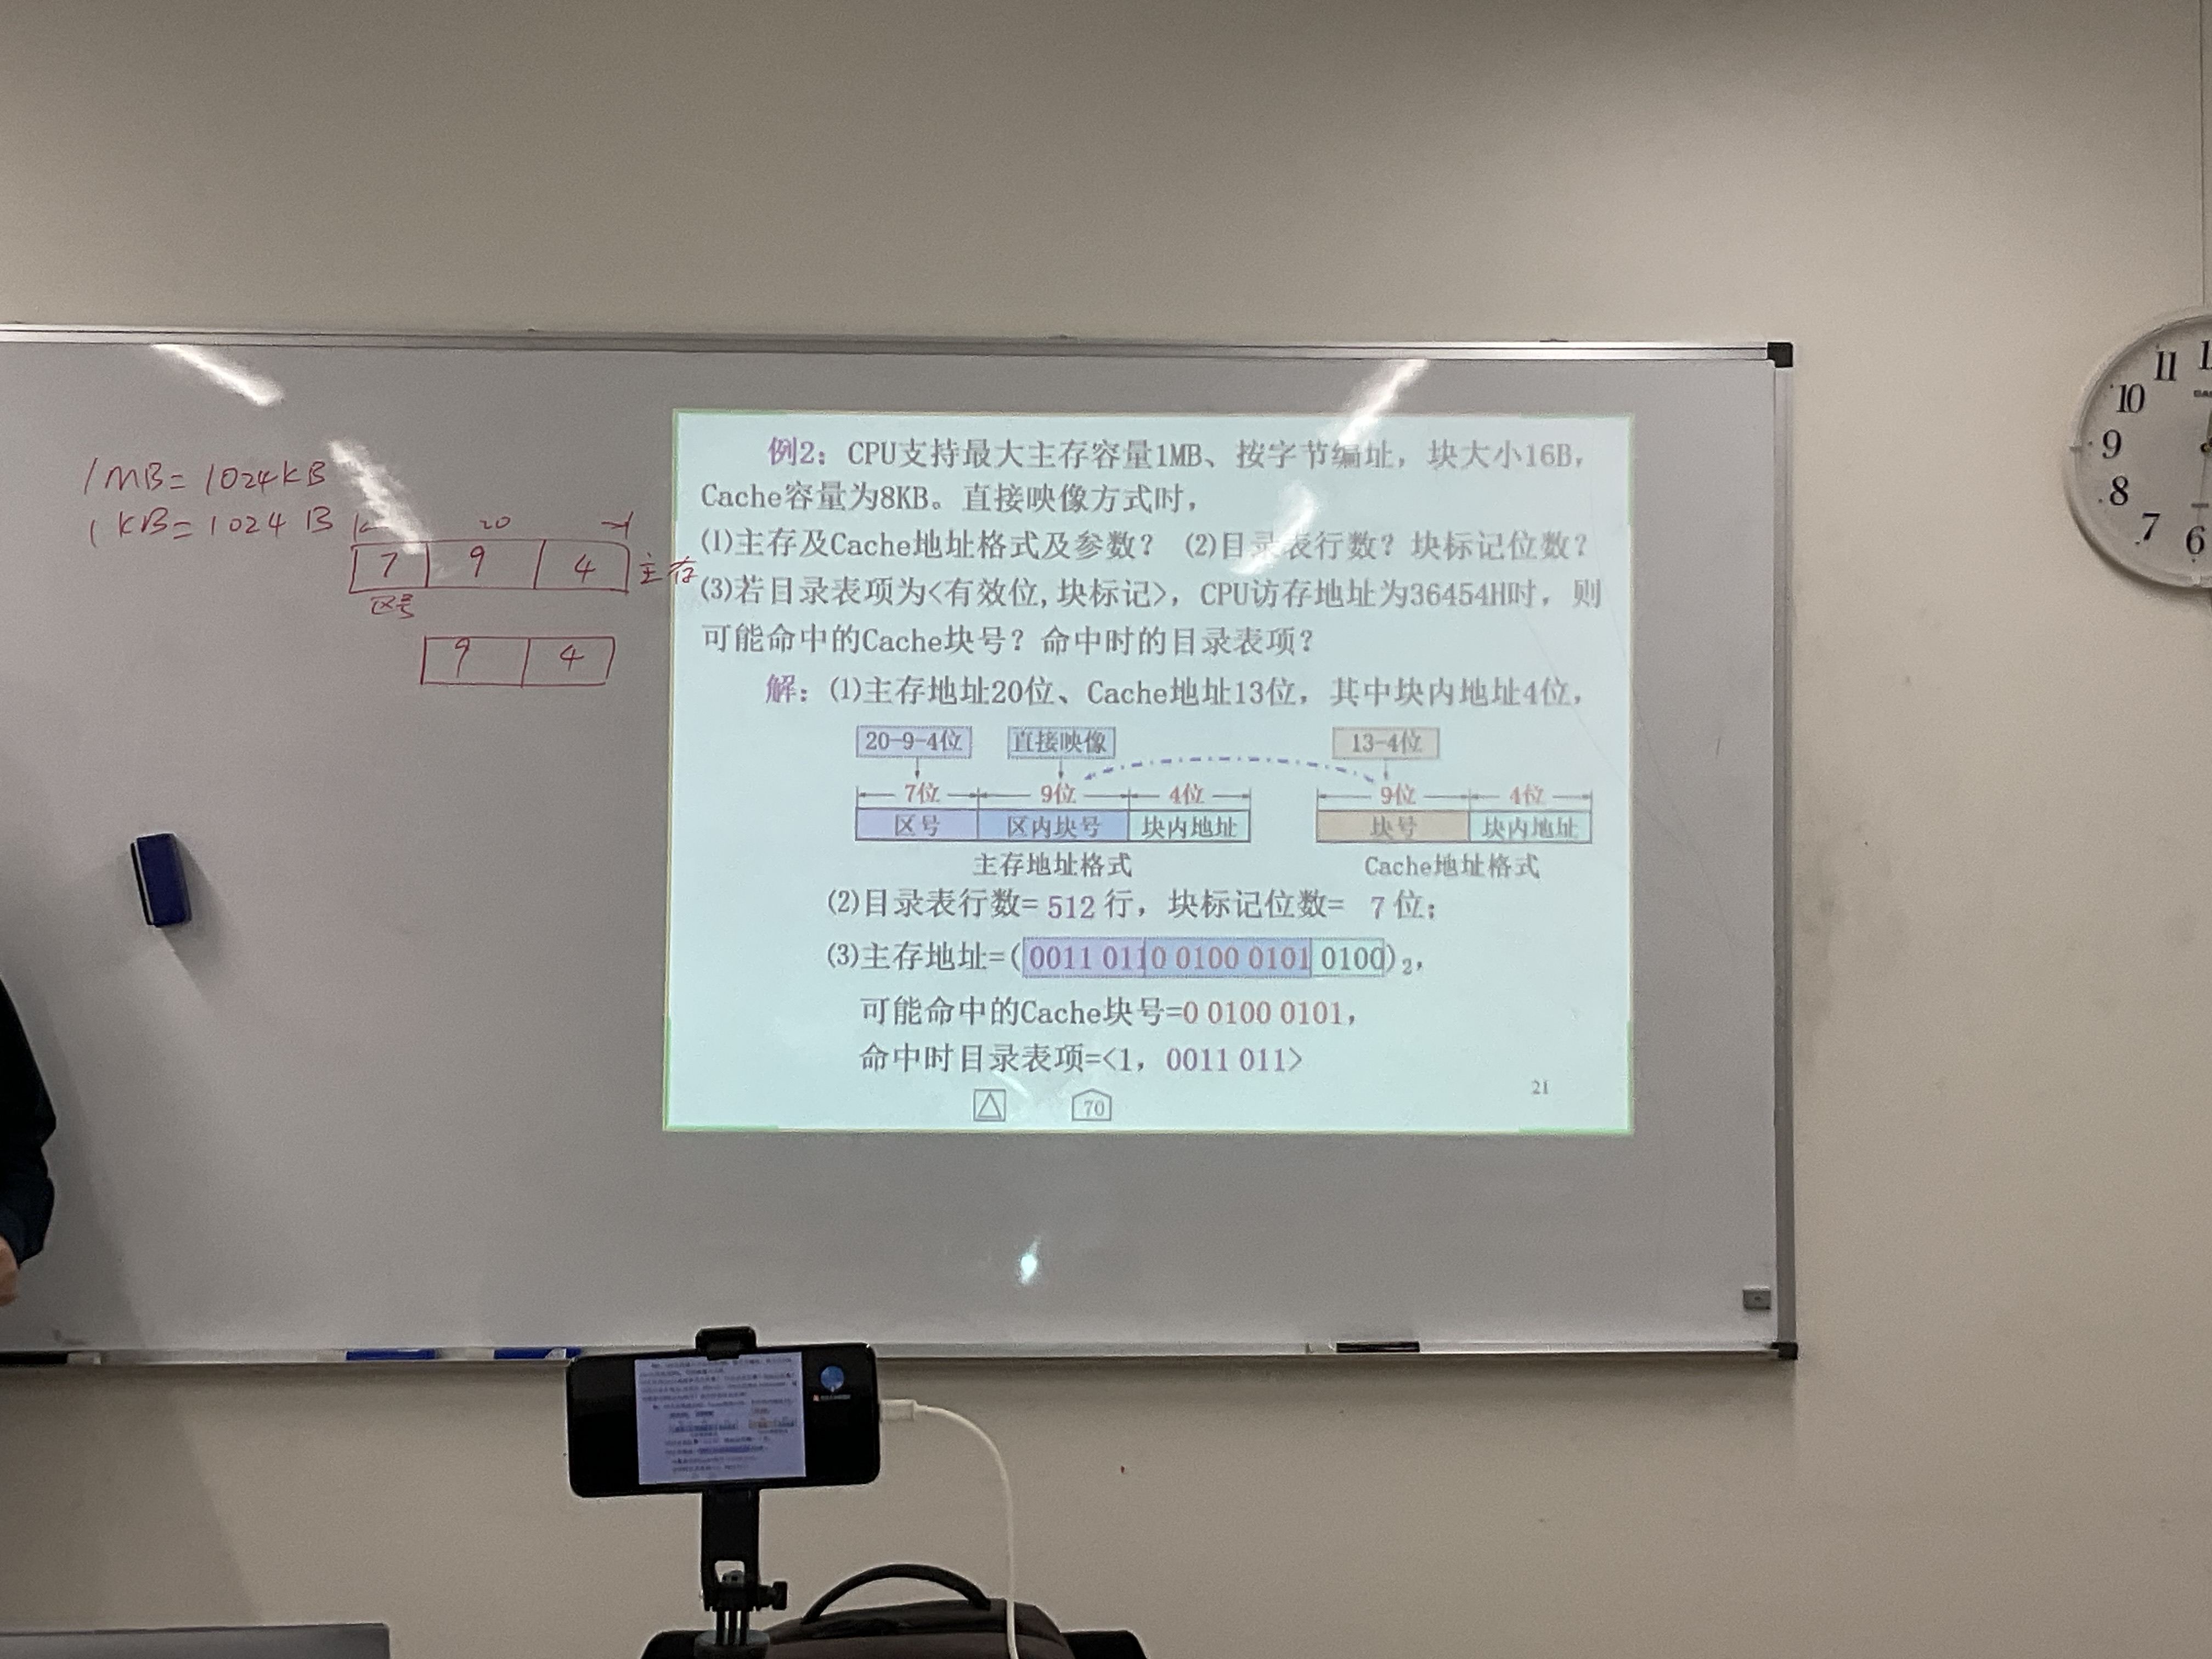 1MB=1024KB
1KB=1024B
20
7 9 4 主存
区号
9 4
例2：CPU支持最大主存容量1MB、按字节编址，块大小16B，
Cache容量为8KB。直接映像方式时，
(1)主存及Cache地址格式及参数？ (2)目录表行数？块标记位数？
(3)若目录表项为<有效位,块标记>，CPU访存地址为36454H时，则
可能命中的Cache块号？命中时的目录表项？
解：(1)主存地址20位、Cache地址13位，其中块内地址4位，
20-9-4位 直接映像 13-4位
7位 9位 4位 9位 4位
区号 区内块号 块内地址 块号 块内地址
主存地址格式 Cache地址格式
(2)目录表行数= 512 行，块标记位数= 7 位；
(3)主存地址=(0011 0110 0100 0101 0100)2，
可能命中的Cache块号=0 0100 0101，
命中时目录表项=<1，0011 011>
70
21
11
10
9
8
7
6